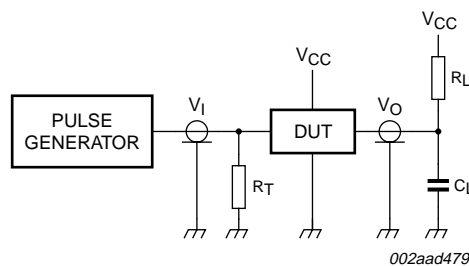 VCC
RL
VCC
VI
VO
PULSE
GENERATOR
DUT
RT
CL
002aad479